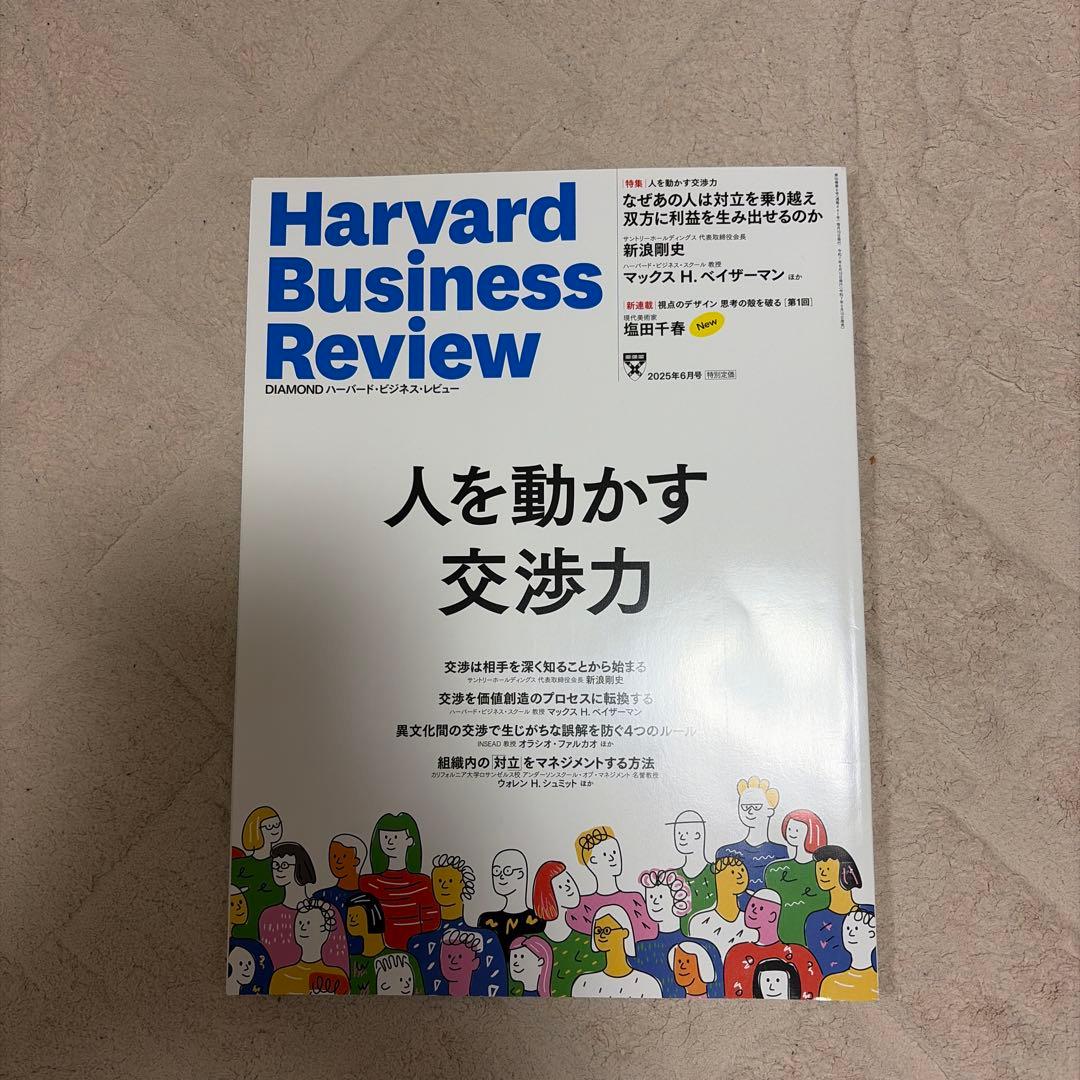 Harvard
Business
Review
DIAMOND ハーバード・ビジネス・レビュー
[特集] 人を動かす交渉力
なぜあの人は対立を乗り越え
双方に利益を生み出せるのか
サントリーホールディングス 代表取締役会長
新浪剛史
ハーバード・ビジネス・スクール 教授
マックス H. ベイザーマン ほか
[新連載] 視点のデザイン 思考の殻を破る [第1回]
現代美術家
塩田千春 New
2025年6月号 特別定価
人を動かす
交渉力
交渉は相手を深く知ることから始まる
サントリーホールディングス 代表取締役会長 新浪剛史
交渉を価値創造のプロセスに転換する
ハーバード・ビジネス・スクール 教授 マックス H. ベイザーマン
異文化間の交渉で生じがちな誤解を防ぐ4つのルール
INSEAD 教授 オラシオ・ファルカオ ほか
組織内の「対立」をマネジメントする方法
カリフォルニア大学ロサンゼルス校 アンダーソンスクール・オブ・マネジメント 名誉教授
ウォレン H. シュミット ほか